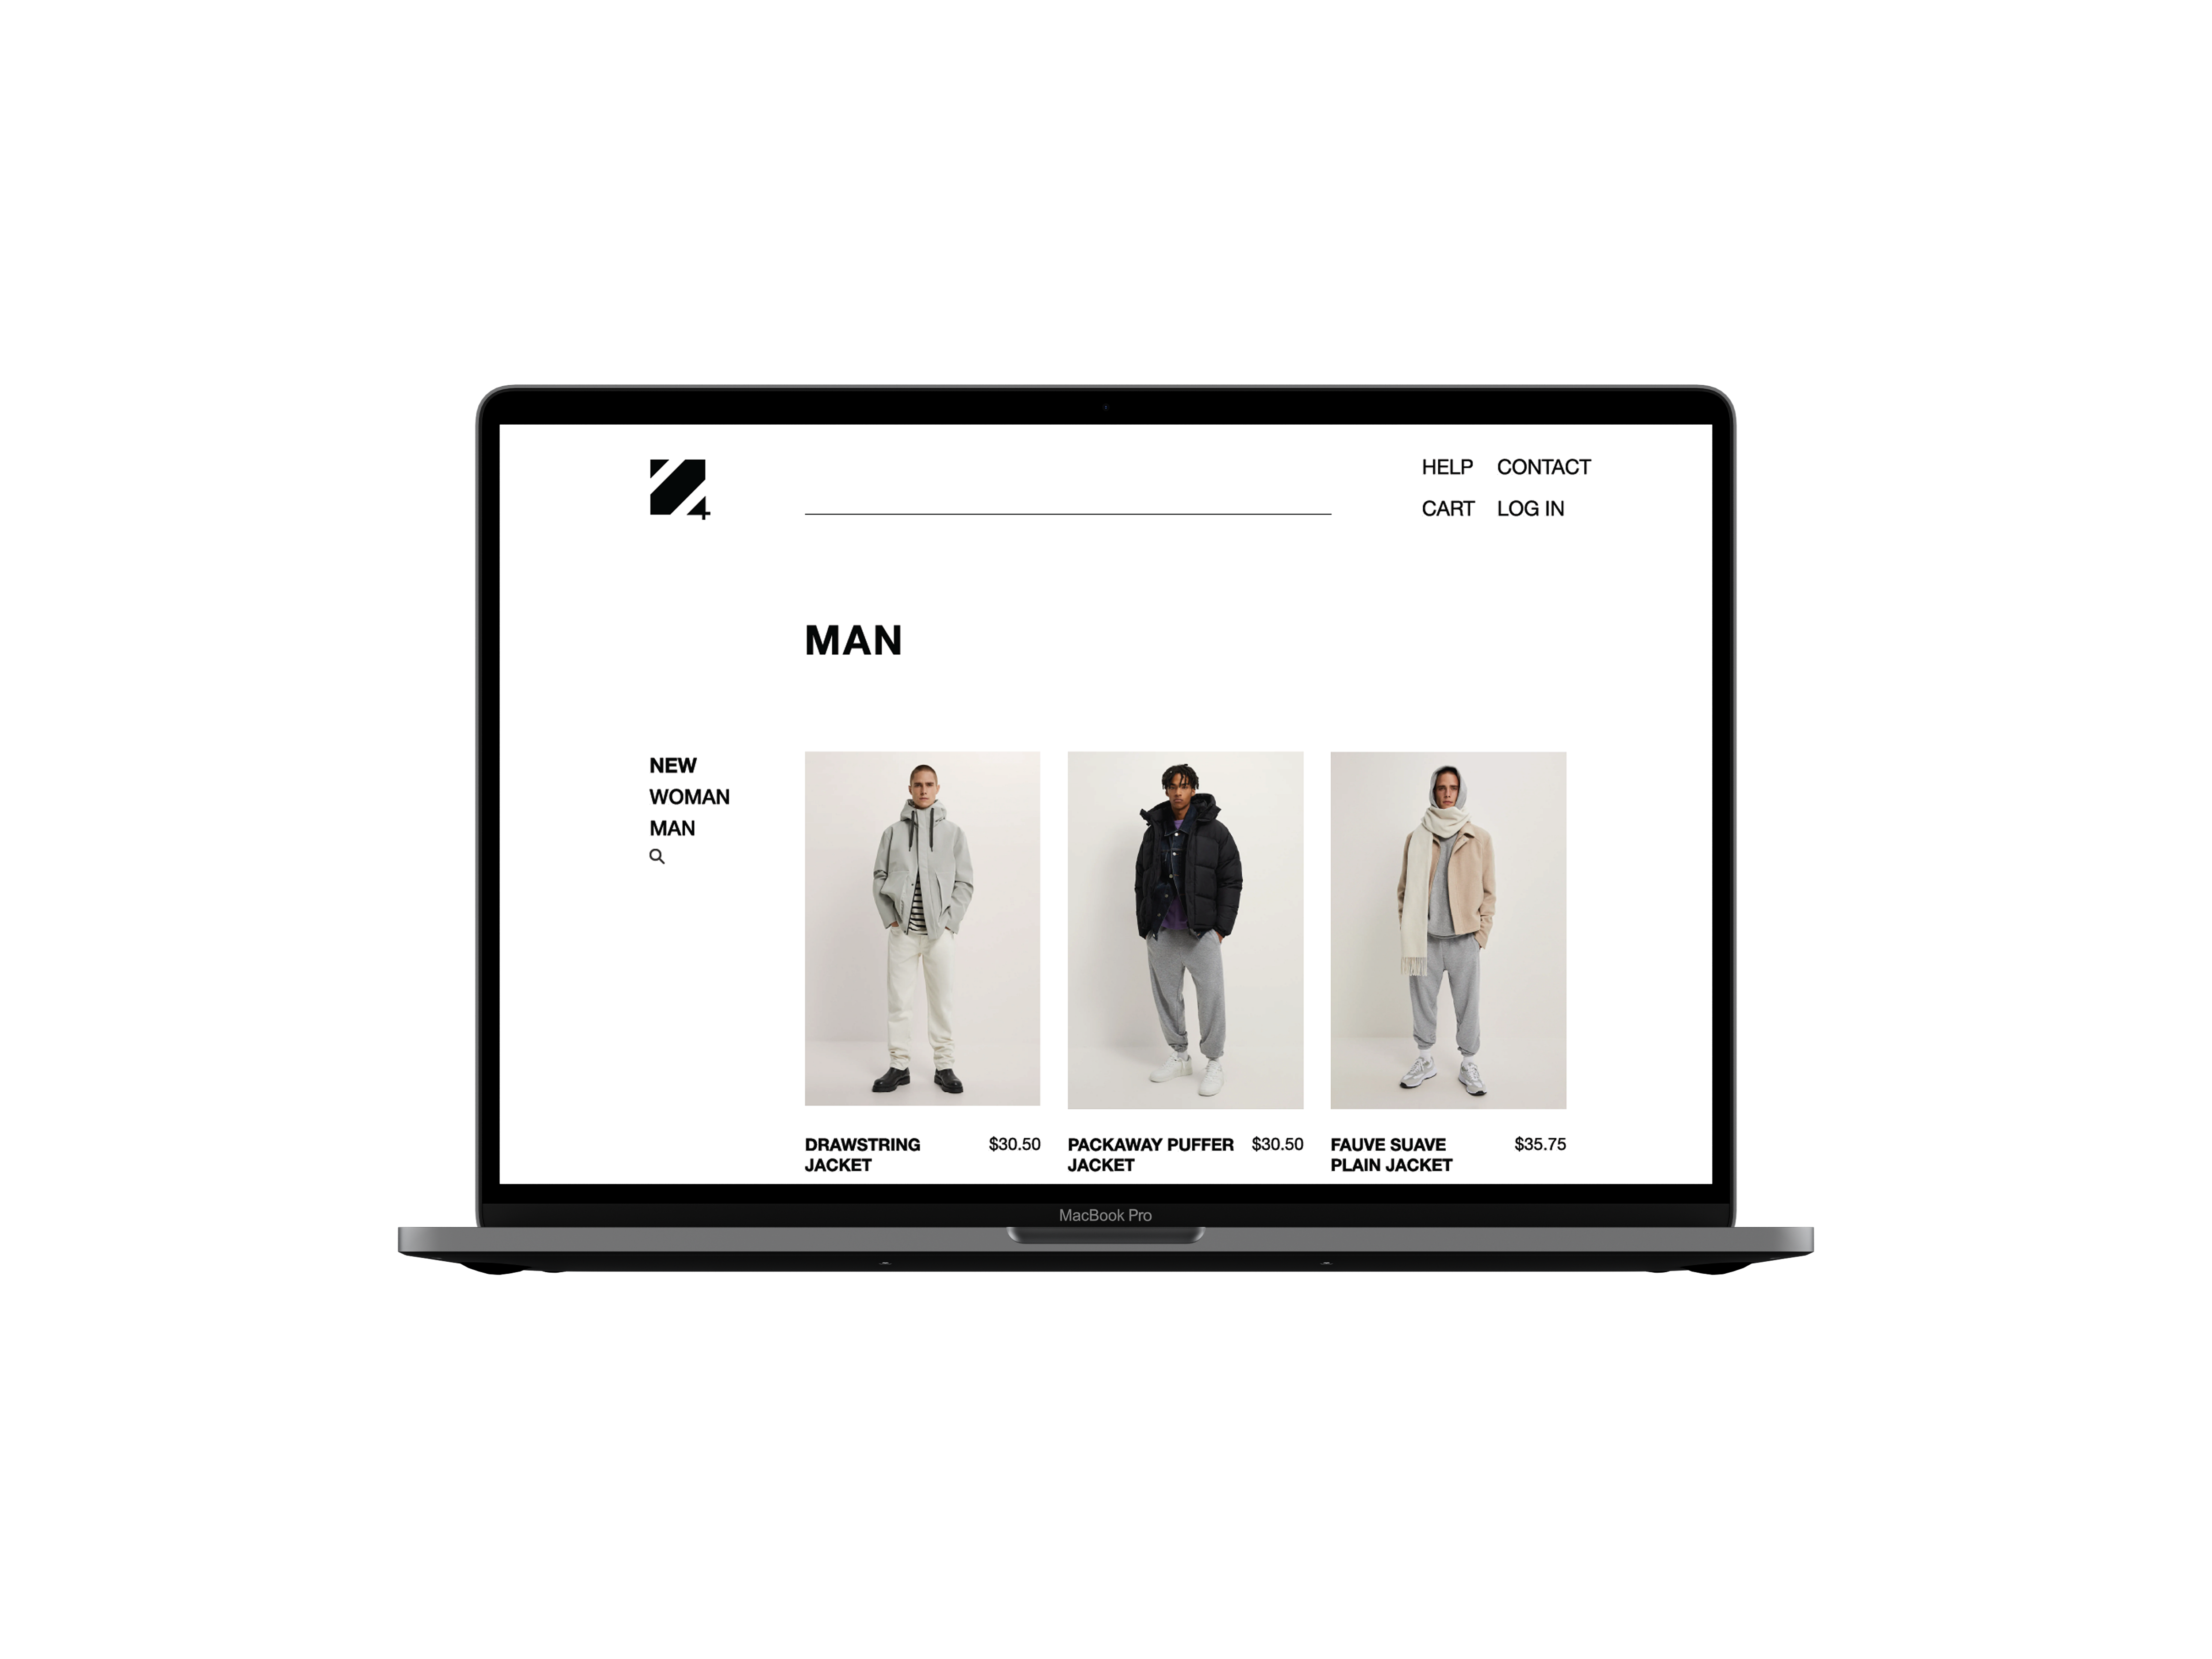 HELP CONTACT
CART LOG IN
MAN
NEW
WOMAN
MAN
DRAWSTRING
JACKET
$30.50
PACKAWAY PUFFER
JACKET
$30.50
FAUVE SUAVE
PLAIN JACKET
$35.75
MacBook Pro